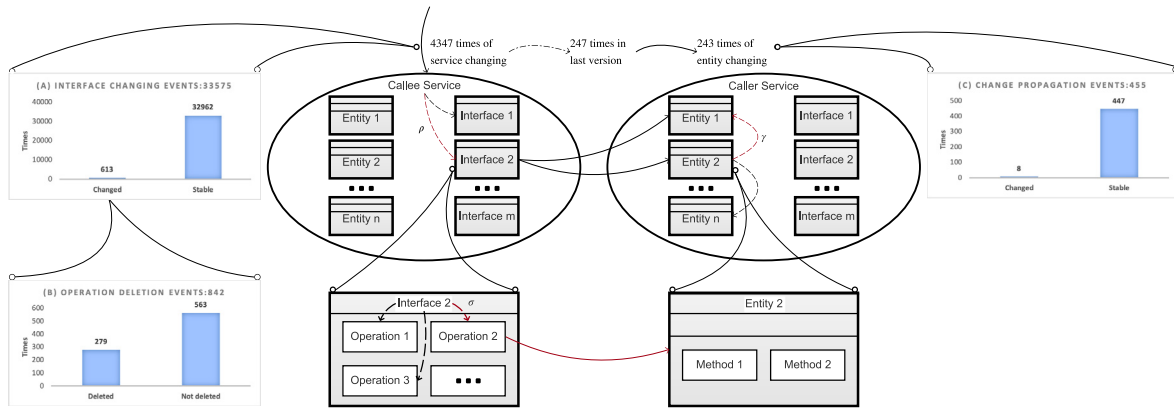 4347 times of
service changing
247 times in
last version
243 times of
entity changing
(A) INTERFACE CHANGING EVENTS:33575
40000
30000
20000
10000
0
Times
613
32962
Changed
Stable
(B) OPERATION DELETION EVENTS:842
600
500
400
300
200
100
0
Times
279
563
Deleted
Not deleted
Callee Service
Entity 1
Entity 2
Entity n
ρ
Interface 1
Interface 2
Interface m
Caller Service
Entity 1
Entity 2
Entity n
γ
Interface 1
Interface 2
Interface m
(C) CHANGE PROPAGATION EVENTS:455
500
400
300
200
100
0
Times
8
447
Changed
Stable
Interface 2
σ
Operation 1
Operation 2
Operation 3
Entity 2
Method 1
Method 2